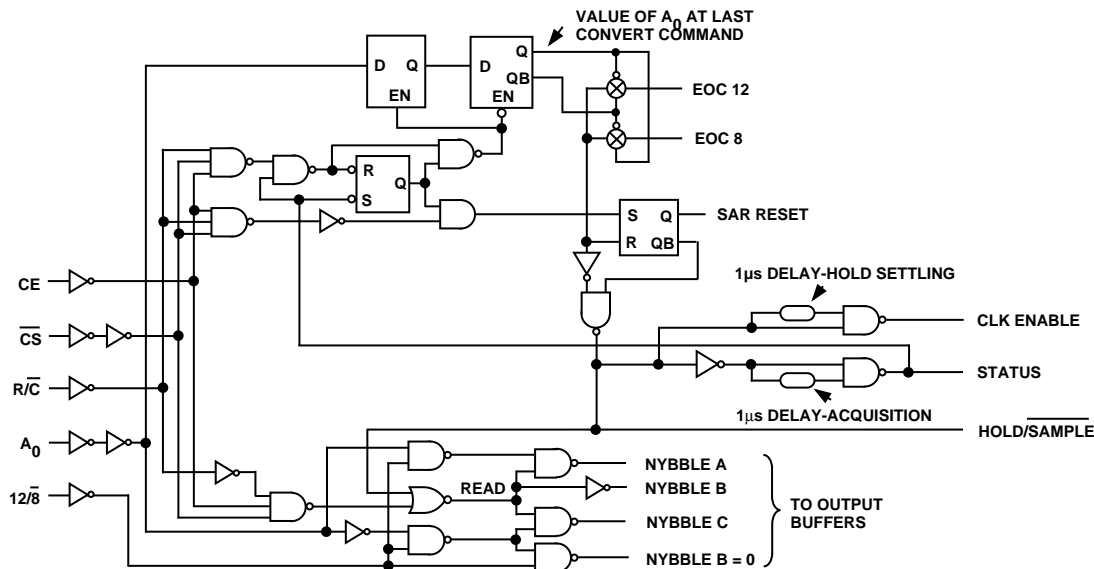 VALUE OF A0 AT LAST
CONVERT COMMAND
D Q
EN
D Q
QB
EN
EOC 12
EOC 8
R
Q
S
S Q
R QB
SAR RESET
1µs DELAY-HOLD SETTLING
CLK ENABLE
STATUS
1µs DELAY-ACQUISITION
HOLD/SAMPLE
CE
CS
R/C
A0
12/8
READ
NYBBLE A
NYBBLE B
NYBBLE C
NYBBLE B = 0
TO OUTPUT
BUFFERS